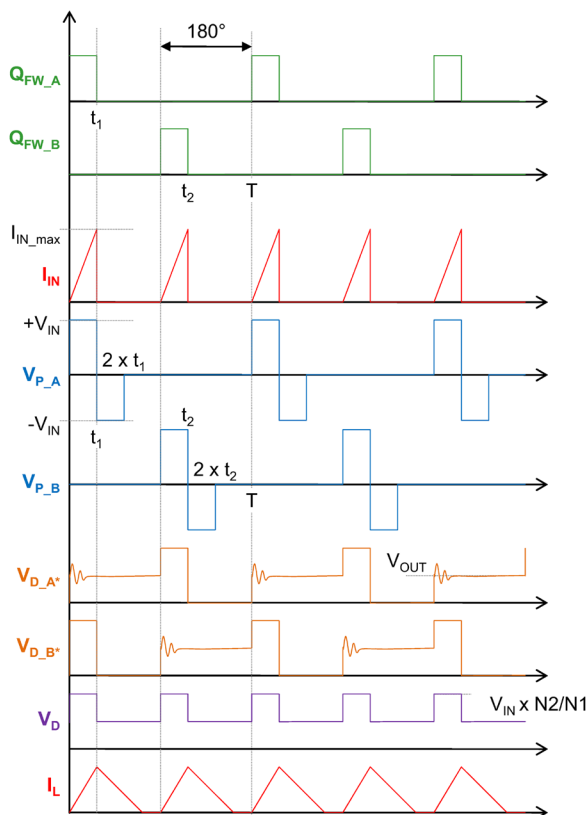 180°
Q_FW_A
t₁
Q_FW_B
t₂ T
I_IN_max
I_IN
+V_IN
2 x t₁
V_P_A
-V_IN
t₁ t₂
2 x t₂
V_P_B
T
V_OUT
V_D_A*
V_D_B*
V_IN x N2/N1
V_D
I_L